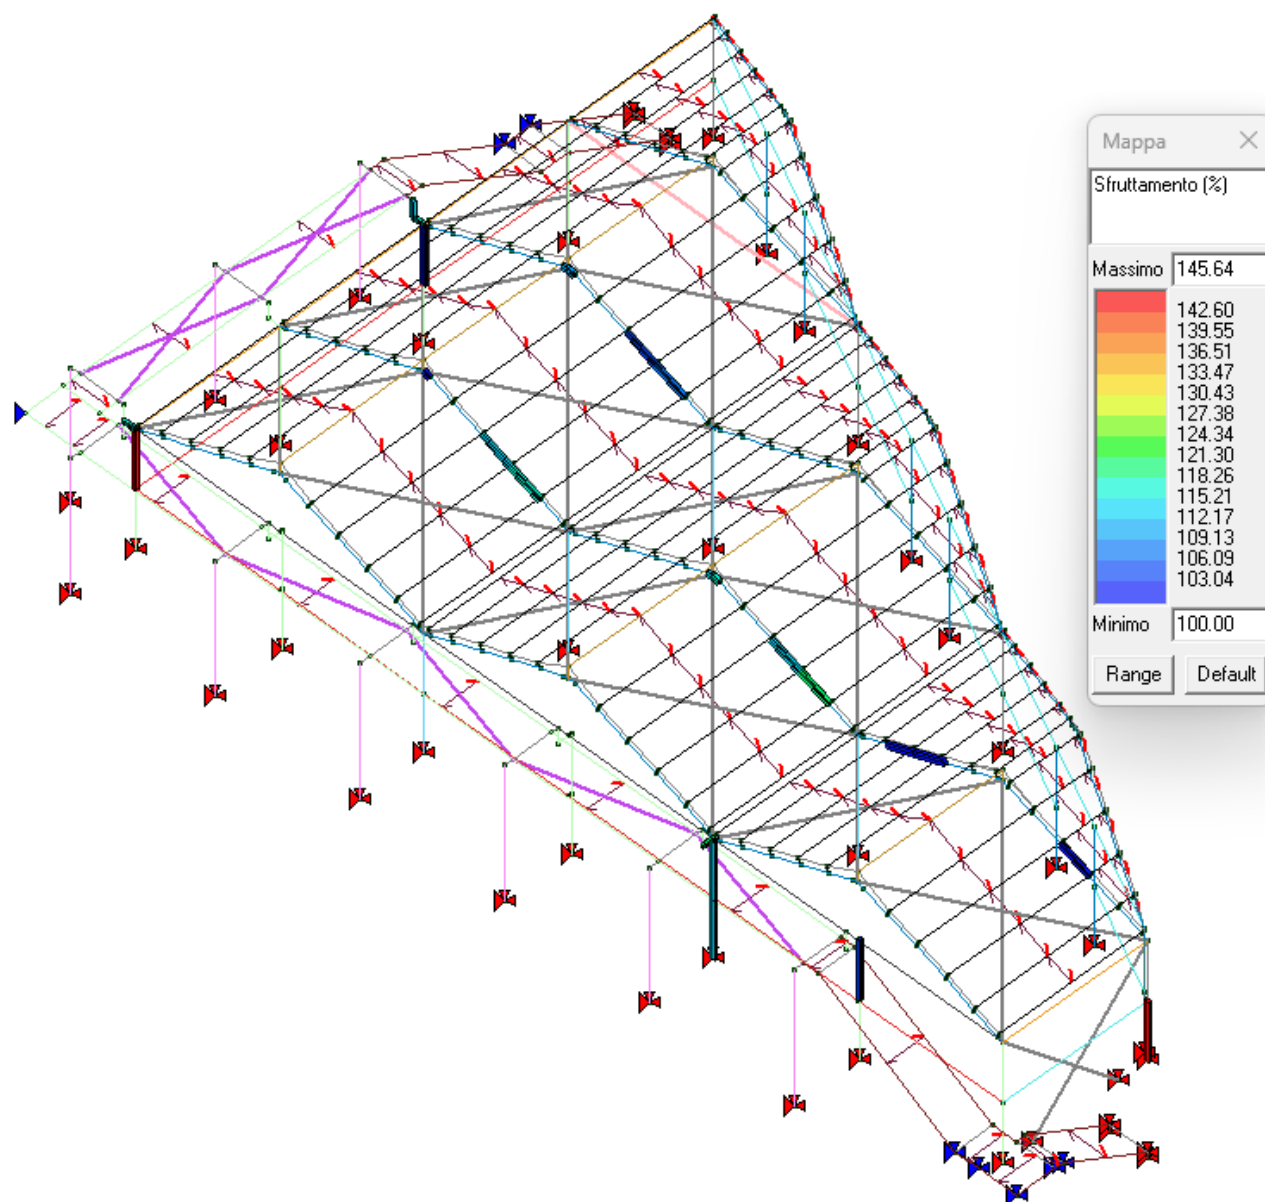 Mappa
Sfruttamento (%)
Massimo 145.64
142.60
139.55
136.51
133.47
130.43
127.38
124.34
121.30
118.26
115.21
112.17
109.13
106.09
103.04
Minimo 100.00
Range Default